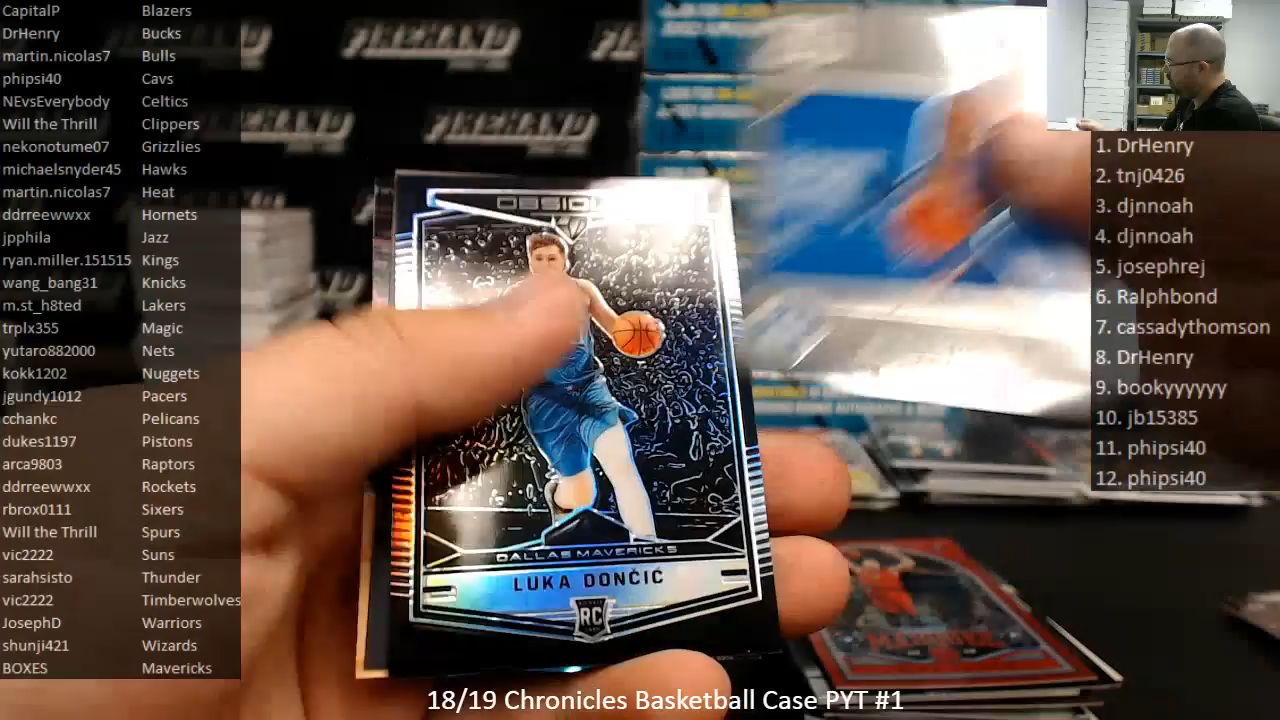 CapitalP Blazers
DrHenry Bucks
martin.nicolas7 Bulls
phipsi40 Cavs
NEvsEverybody Celtics
Will the Thrill Clippers
nekonotume07 Grizzlies
michaelsnyder45 Hawks
martin.nicolas7 Heat
ddrreewwxx Hornets
jpphila Jazz
ryan.miller.151515 Kings
wang_bang31 Knicks
m.st_h8ted Lakers
trplx355 Magic
yutaro882000 Nets
kokk1202 Nuggets
jgundy1012 Pacers
cchankc Pelicans
dukes1197 Pistons
arca9803 Raptors
ddrreewwxx Rockets
rbrox0111 Sixers
Will the Thrill Spurs
vic2222 Suns
sarahsisto Thunder
vic2222 Timberwolves
JosephD Warriors
shunji421 Wizards
BOXES Mavericks
FIREHAND
FIREHAND
DALLAS MAVERICKS
LUKA DONČIĆ
RC
1. DrHenry
2. tnj0426
3. djnnoah
4. djnnoah
5. josephrej
6. Ralphbond
7. cassadythomson
8. DrHenry
9. bookyyyyyy
10. jb15385
11. phipsi40
12. phipsi40
18/19 Chronicles Basketball Case PYT #1